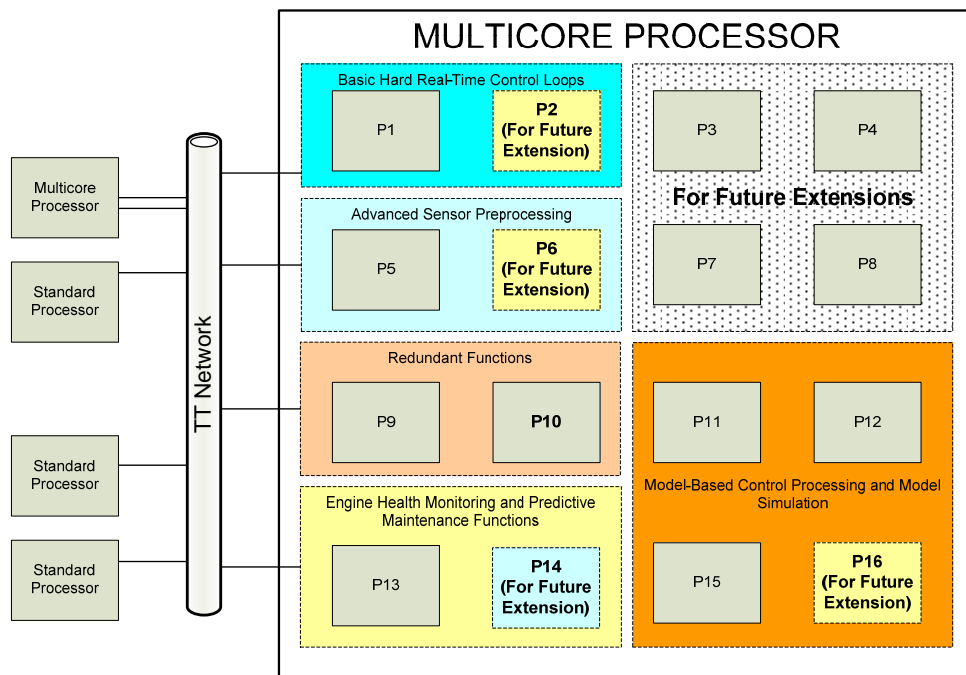 MULTICORE PROCESSOR
Basic Hard Real-Time Control Loops
P1
P2
(For Future
Extension)
P3
P4
For Future Extensions
P7
P8
Advanced Sensor Preprocessing
P5
P6
(For Future
Extension)
Multicore
Processor
Standard
Processor
Standard
Processor
Standard
Processor
TT Network
Redundant Functions
P9
P10
P11
P12
Model-Based Control Processing and Model
Simulation
P15
P16
(For Future
Extension)
Engine Health Monitoring and Predictive
Maintenance Functions
P13
P14
(For Future
Extension)